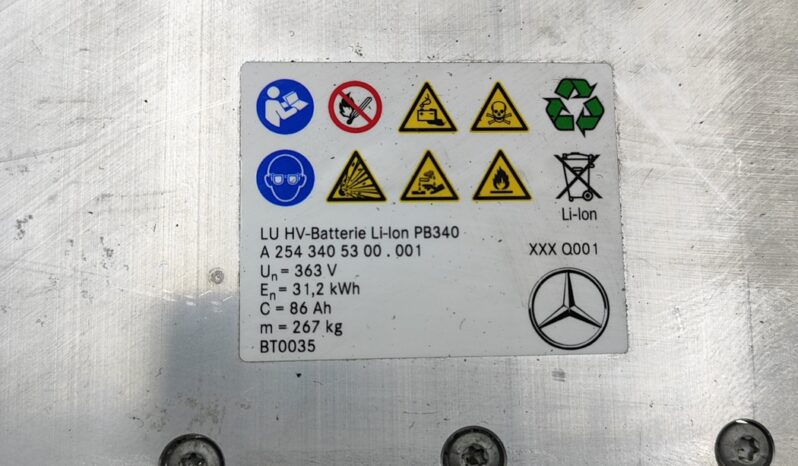 Li-Ion
LU HV-Batterie Li-Ion PB340
A 254 340 53 00 . 001 XXX Q001
Un = 363 V
En = 31,2 kWh
C = 86 Ah
m = 267 kg
BT0035